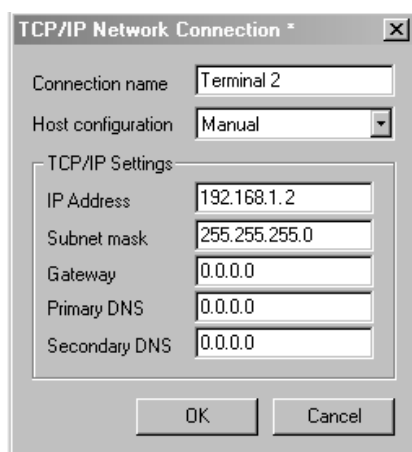 TCP/IP Network Connection *
Connection name Terminal 2
Host configuration Manual
TCP/IP Settings
IP Address 192.168.1.2
Subnet mask 255.255.255.0
Gateway 0.0.0.0
Primary DNS 0.0.0.0
Secondary DNS 0.0.0.0
OK Cancel